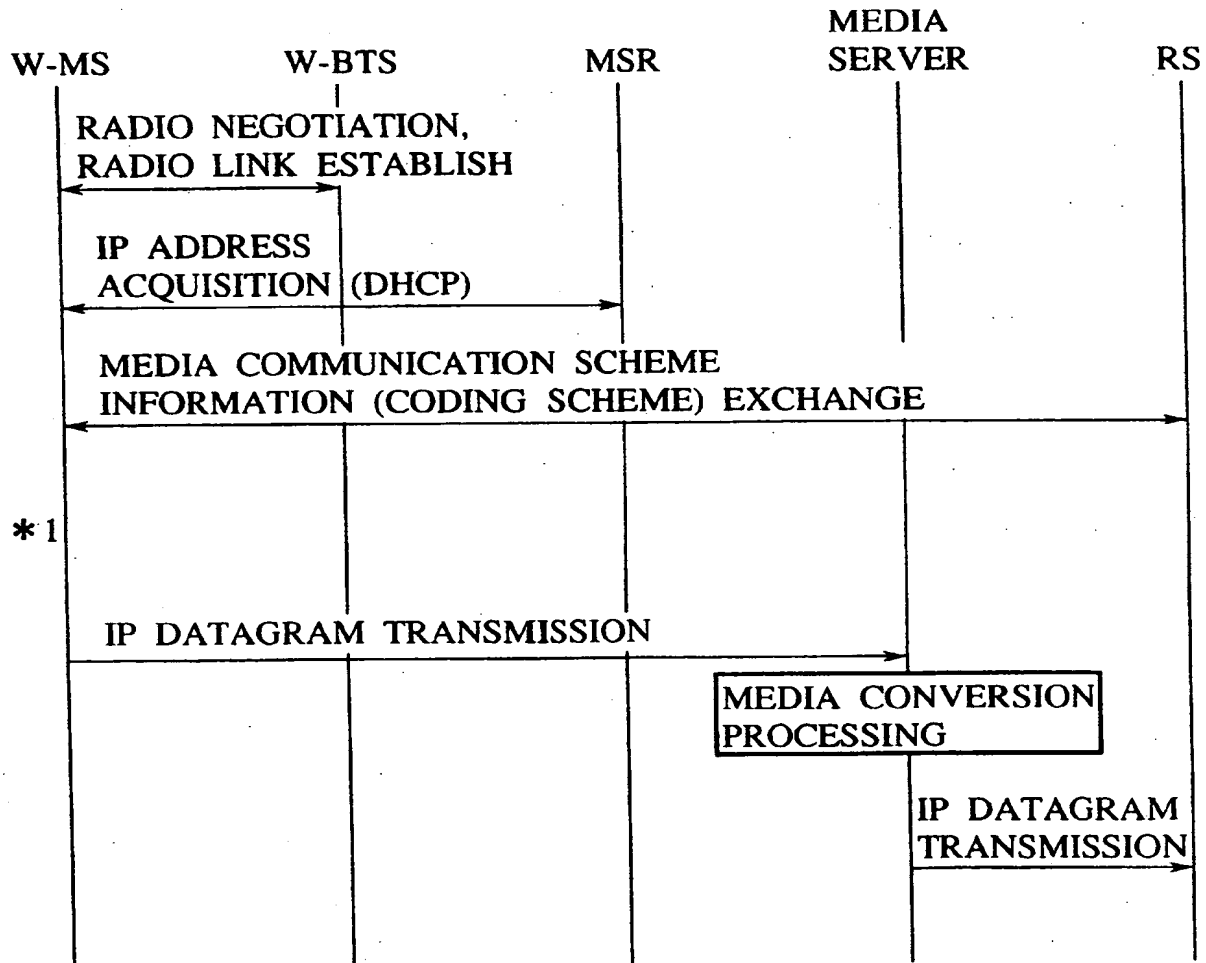 W-MS W-BTS MSR MEDIA SERVER RS
RADIO NEGOTIATION,
RADIO LINK ESTABLISH
IP ADDRESS
ACQUISITION (DHCP)
MEDIA COMMUNICATION SCHEME
INFORMATION (CODING SCHEME) EXCHANGE
*1
IP DATAGRAM TRANSMISSION
MEDIA CONVERSION
PROCESSING
IP DATAGRAM
TRANSMISSION